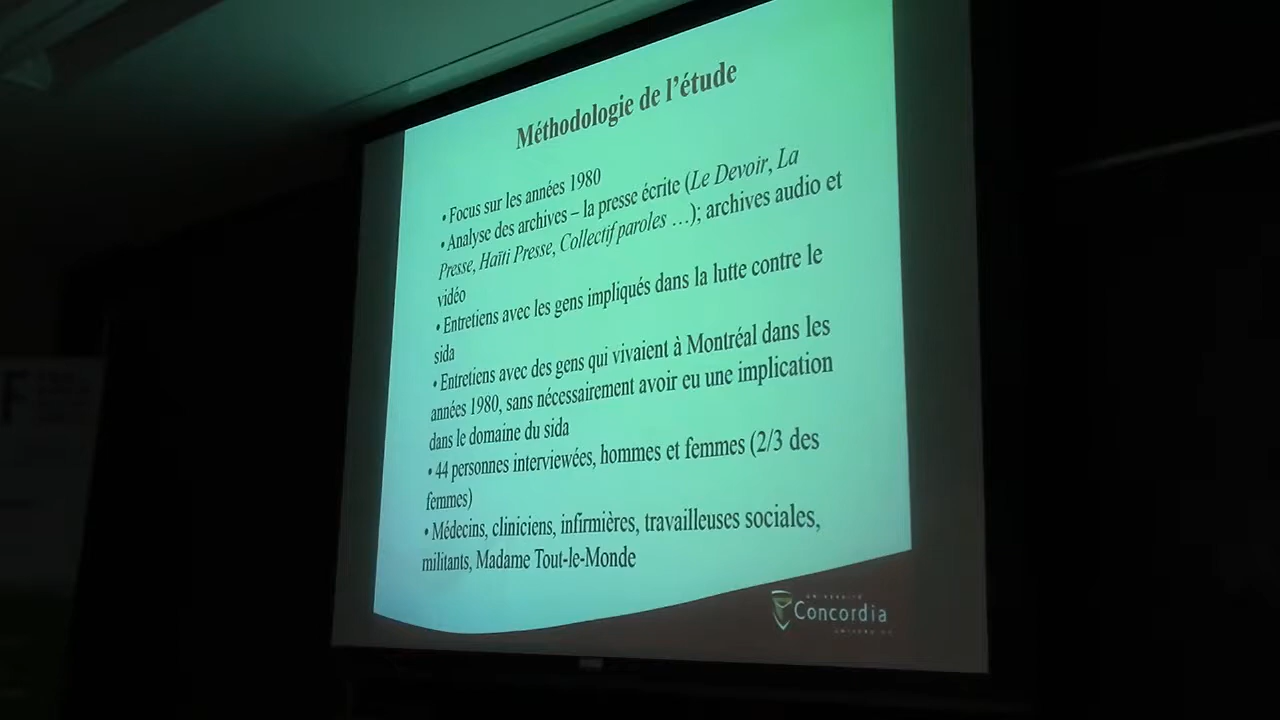 Méthodologie de l'étude
• Focus sur les années 1980
• Analyse des archives – la presse écrite (Le Devoir, La
Presse, Haïti Presse, Collectif paroles …); archives audio et
vidéo
• Entretiens avec les gens impliqués dans la lutte contre le
sida
• Entretiens avec des gens qui vivaient à Montréal dans les
années 1980, sans nécessairement avoir eu une implication
dans le domaine du sida
• 44 personnes interviewées, hommes et femmes (2/3 des
femmes)
• Médecins, cliniciens, infirmières, travailleuses sociales,
militants, Madame Tout-le-Monde
UNIVERSITÉ
Concordia
F